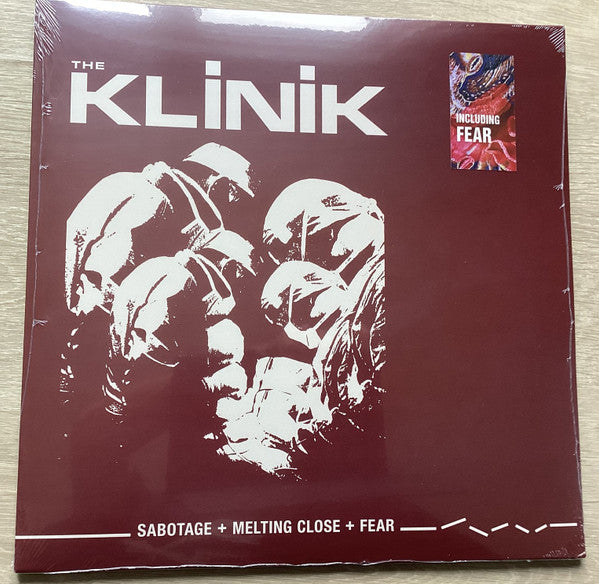 THE
KLiNiK
INCLUDING
FEAR
SABOTAGE + MELTING CLOSE + FEAR